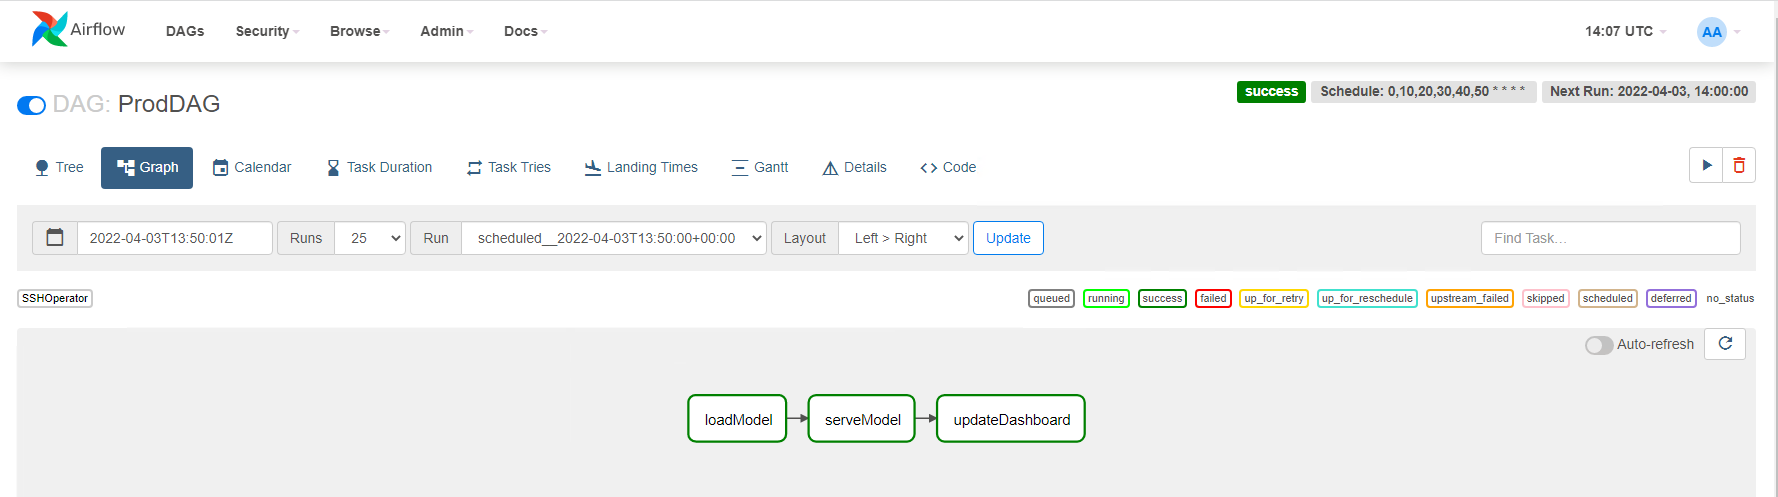 Airflow DAGs Security Browse Admin Docs 14:07 UTC AA
DAG: ProdDAG success Schedule: 0,10,20,30,40,50 * * * * Next Run: 2022-04-03, 14:00:00
Tree Graph Calendar Task Duration Task Tries Landing Times Gantt Details <> Code
2022-04-03T13:50:01Z Runs 25 Run scheduled__2022-04-03T13:50:00+00:00 Layout Left > Right Update Find Task...
SSHOperator queued running success failed up_for_retry up_for_reschedule upstream_failed skipped scheduled deferred no_status
Auto-refresh
loadModel serveModel updateDashboard